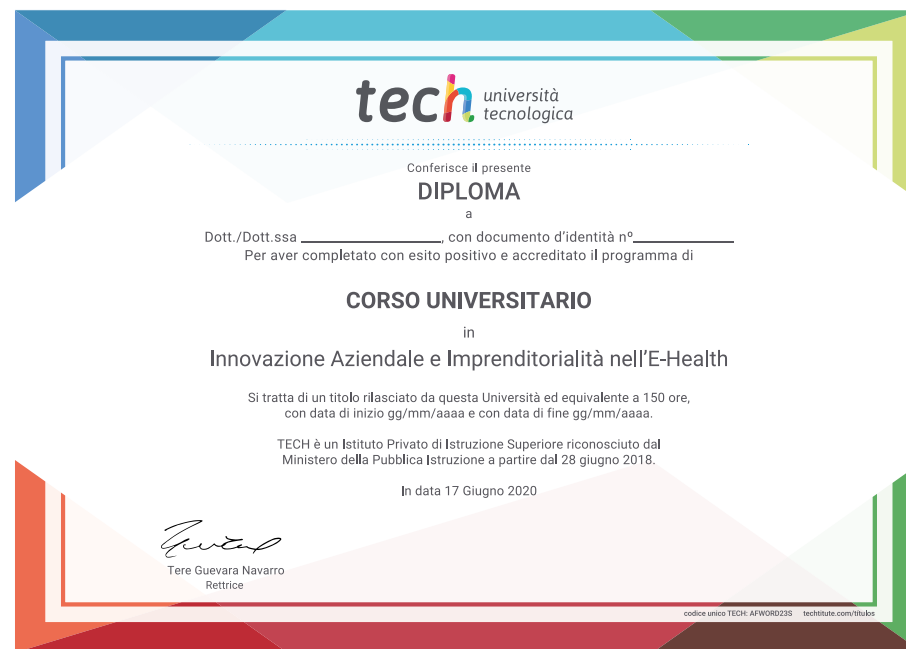 tech università
tecnologica
Conferisce il presente
DIPLOMA
a
Dott./Dott.ssa ____________________, con documento d'identità nº______________
Per aver completato con esito positivo e accreditato il programma di
CORSO UNIVERSITARIO
in
Innovazione Aziendale e Imprenditorialità nell'E-Health
Si tratta di un titolo rilasciato da questa Università ed equivalente a 150 ore,
con data di inizio gg/mm/aaaa e con data di fine gg/mm/aaaa.
TECH è un Istituto Privato di Istruzione Superiore riconosciuto dal
Ministero della Pubblica Istruzione a partire dal 28 giugno 2018.
In data 17 Giugno 2020
Tere Guevara Navarro
Rettrice
codice unico TECH: AFWORD23S techtitute.com/titulos